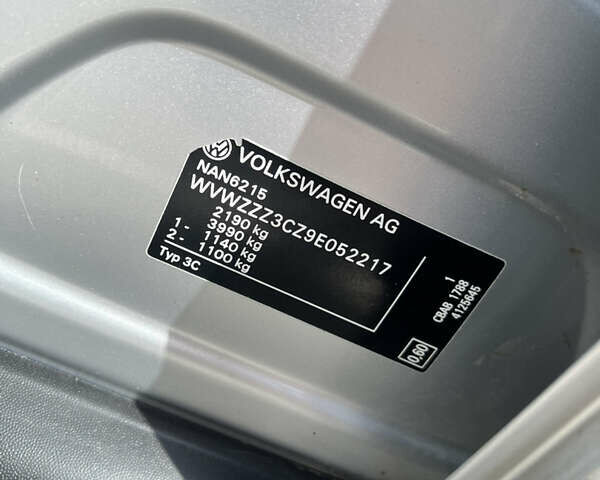 VOLKSWAGEN AG
NAN6215
WVWZZZ3CZ9E052217
2190 kg
3990 kg
1 - 1140 kg
2 - 1100 kg
Typ 3C
1
CBAB 1788
4125645
0,60